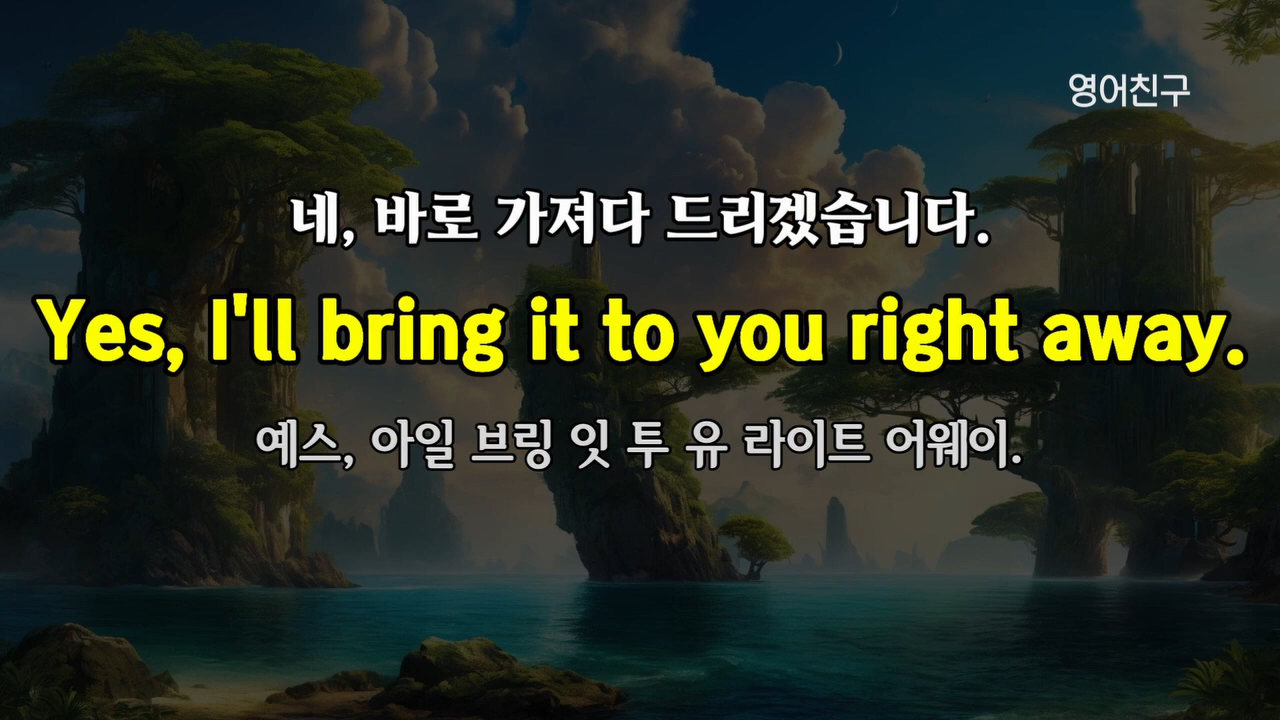 영어친구
네, 바로 가져다 드리겠습니다.
Yes, I'll bring it to you right away.
예스, 아일 브링 잇 투 유 라이트 어웨이.